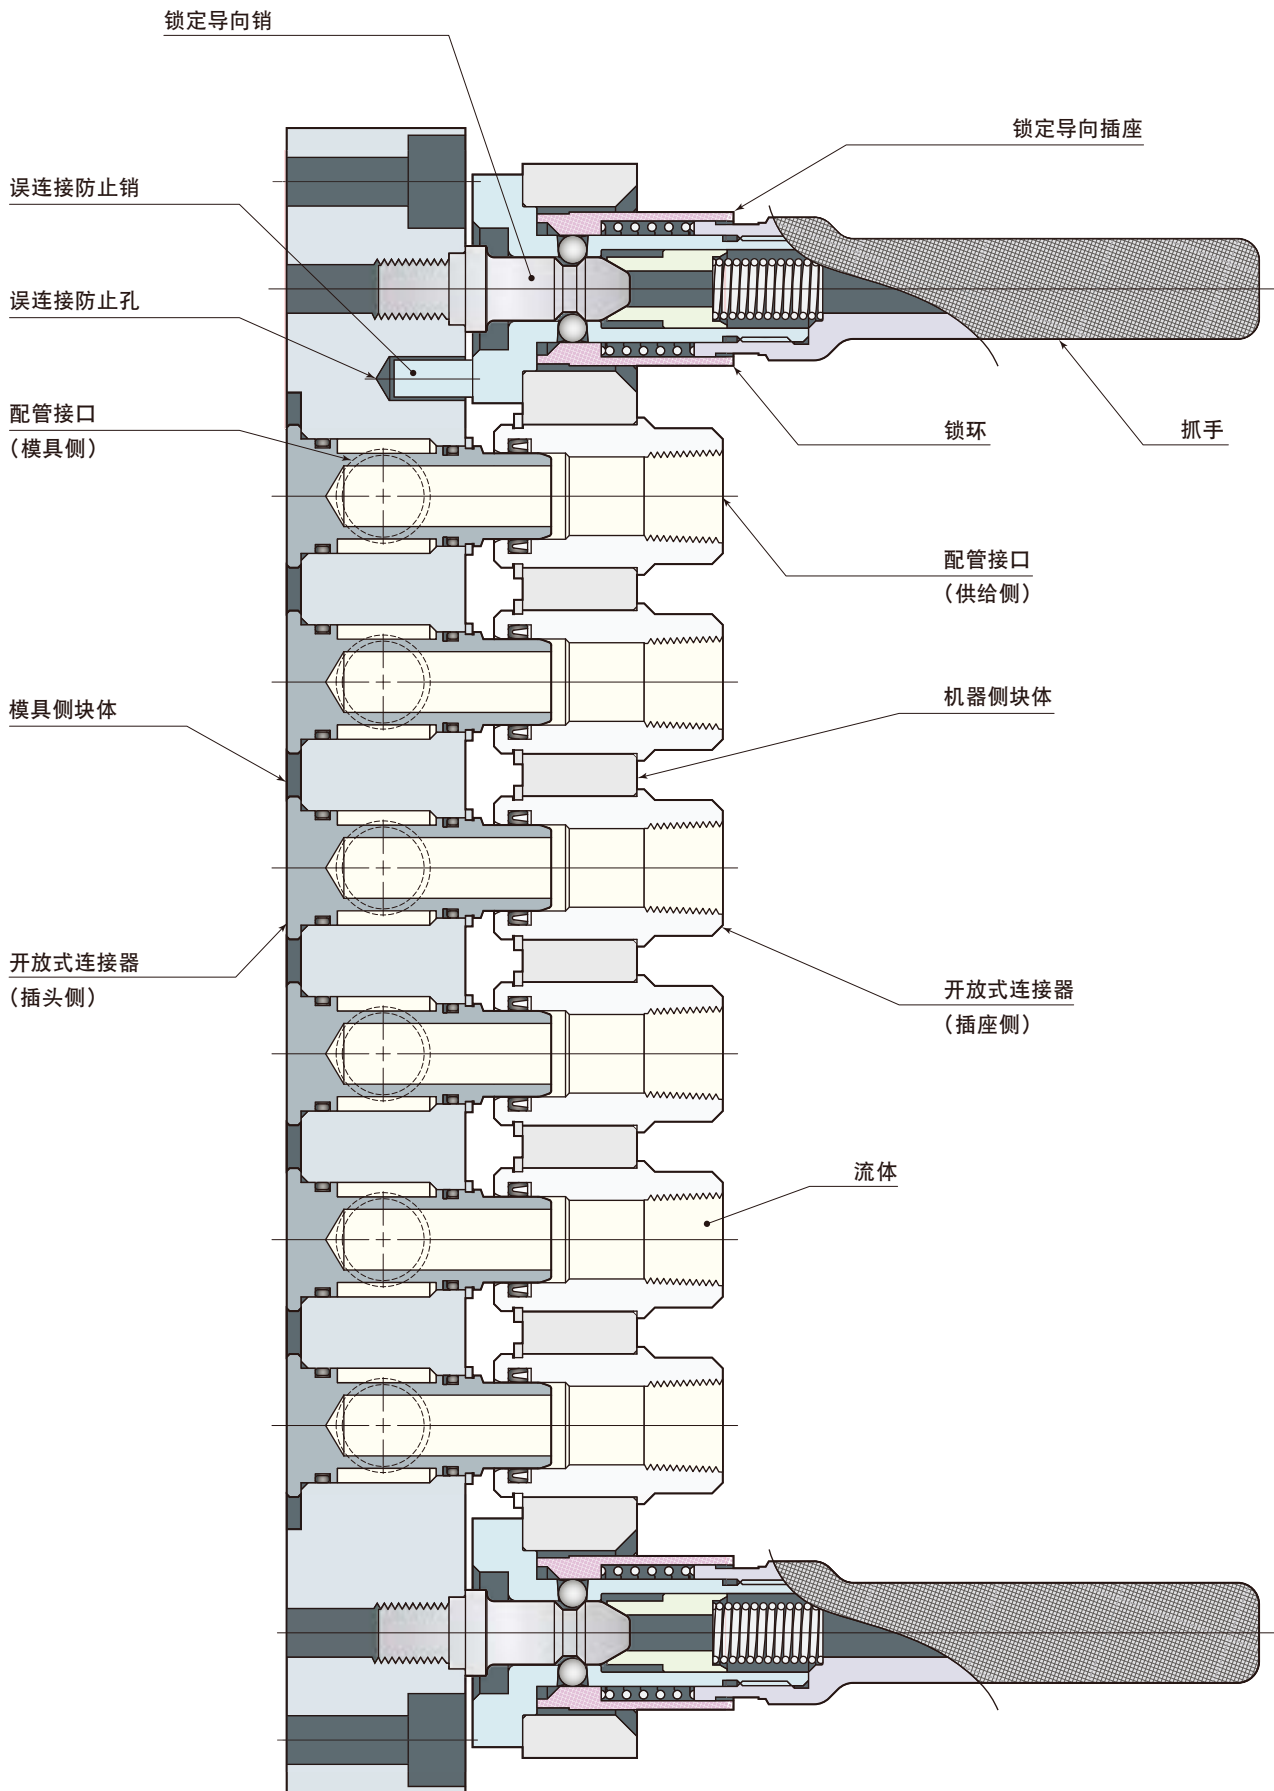 锁定导向销
锁定导向插座
误连接防止销
误连接防止孔
配管接口
（模具侧）
锁环
抓手
配管接口
（供给侧）
模具侧块体
机器侧块体
开放式连接器
（插头侧）
开放式连接器
（插座侧）
流体